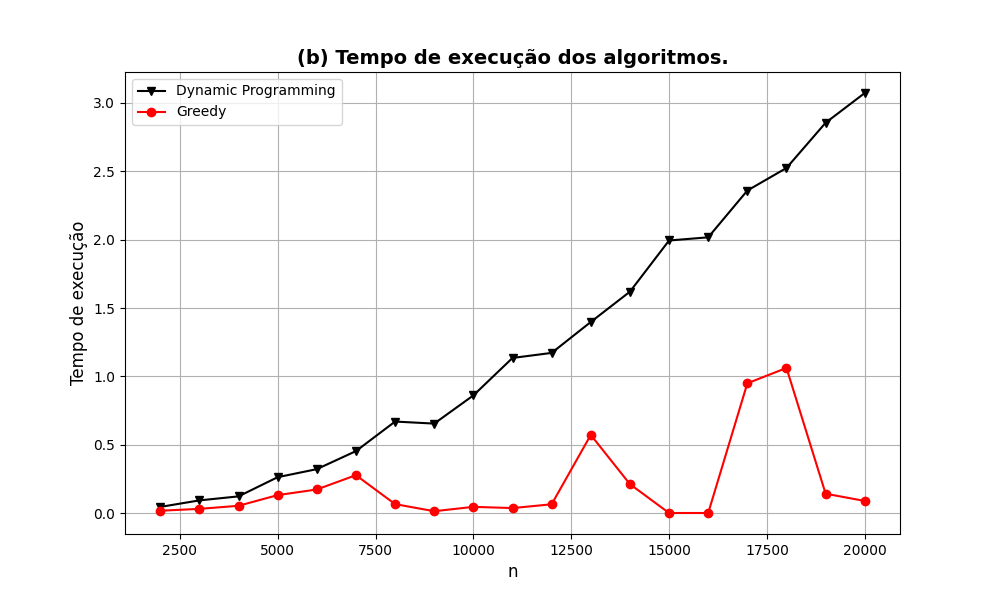 (b) Tempo de execução dos algoritmos.
Dynamic Programming
Greedy
Tempo de execução
3.0
2.5
2.0
1.5
1.0
0.5
0.0
2500 5000 7500 10000 12500 15000 17500 20000
n